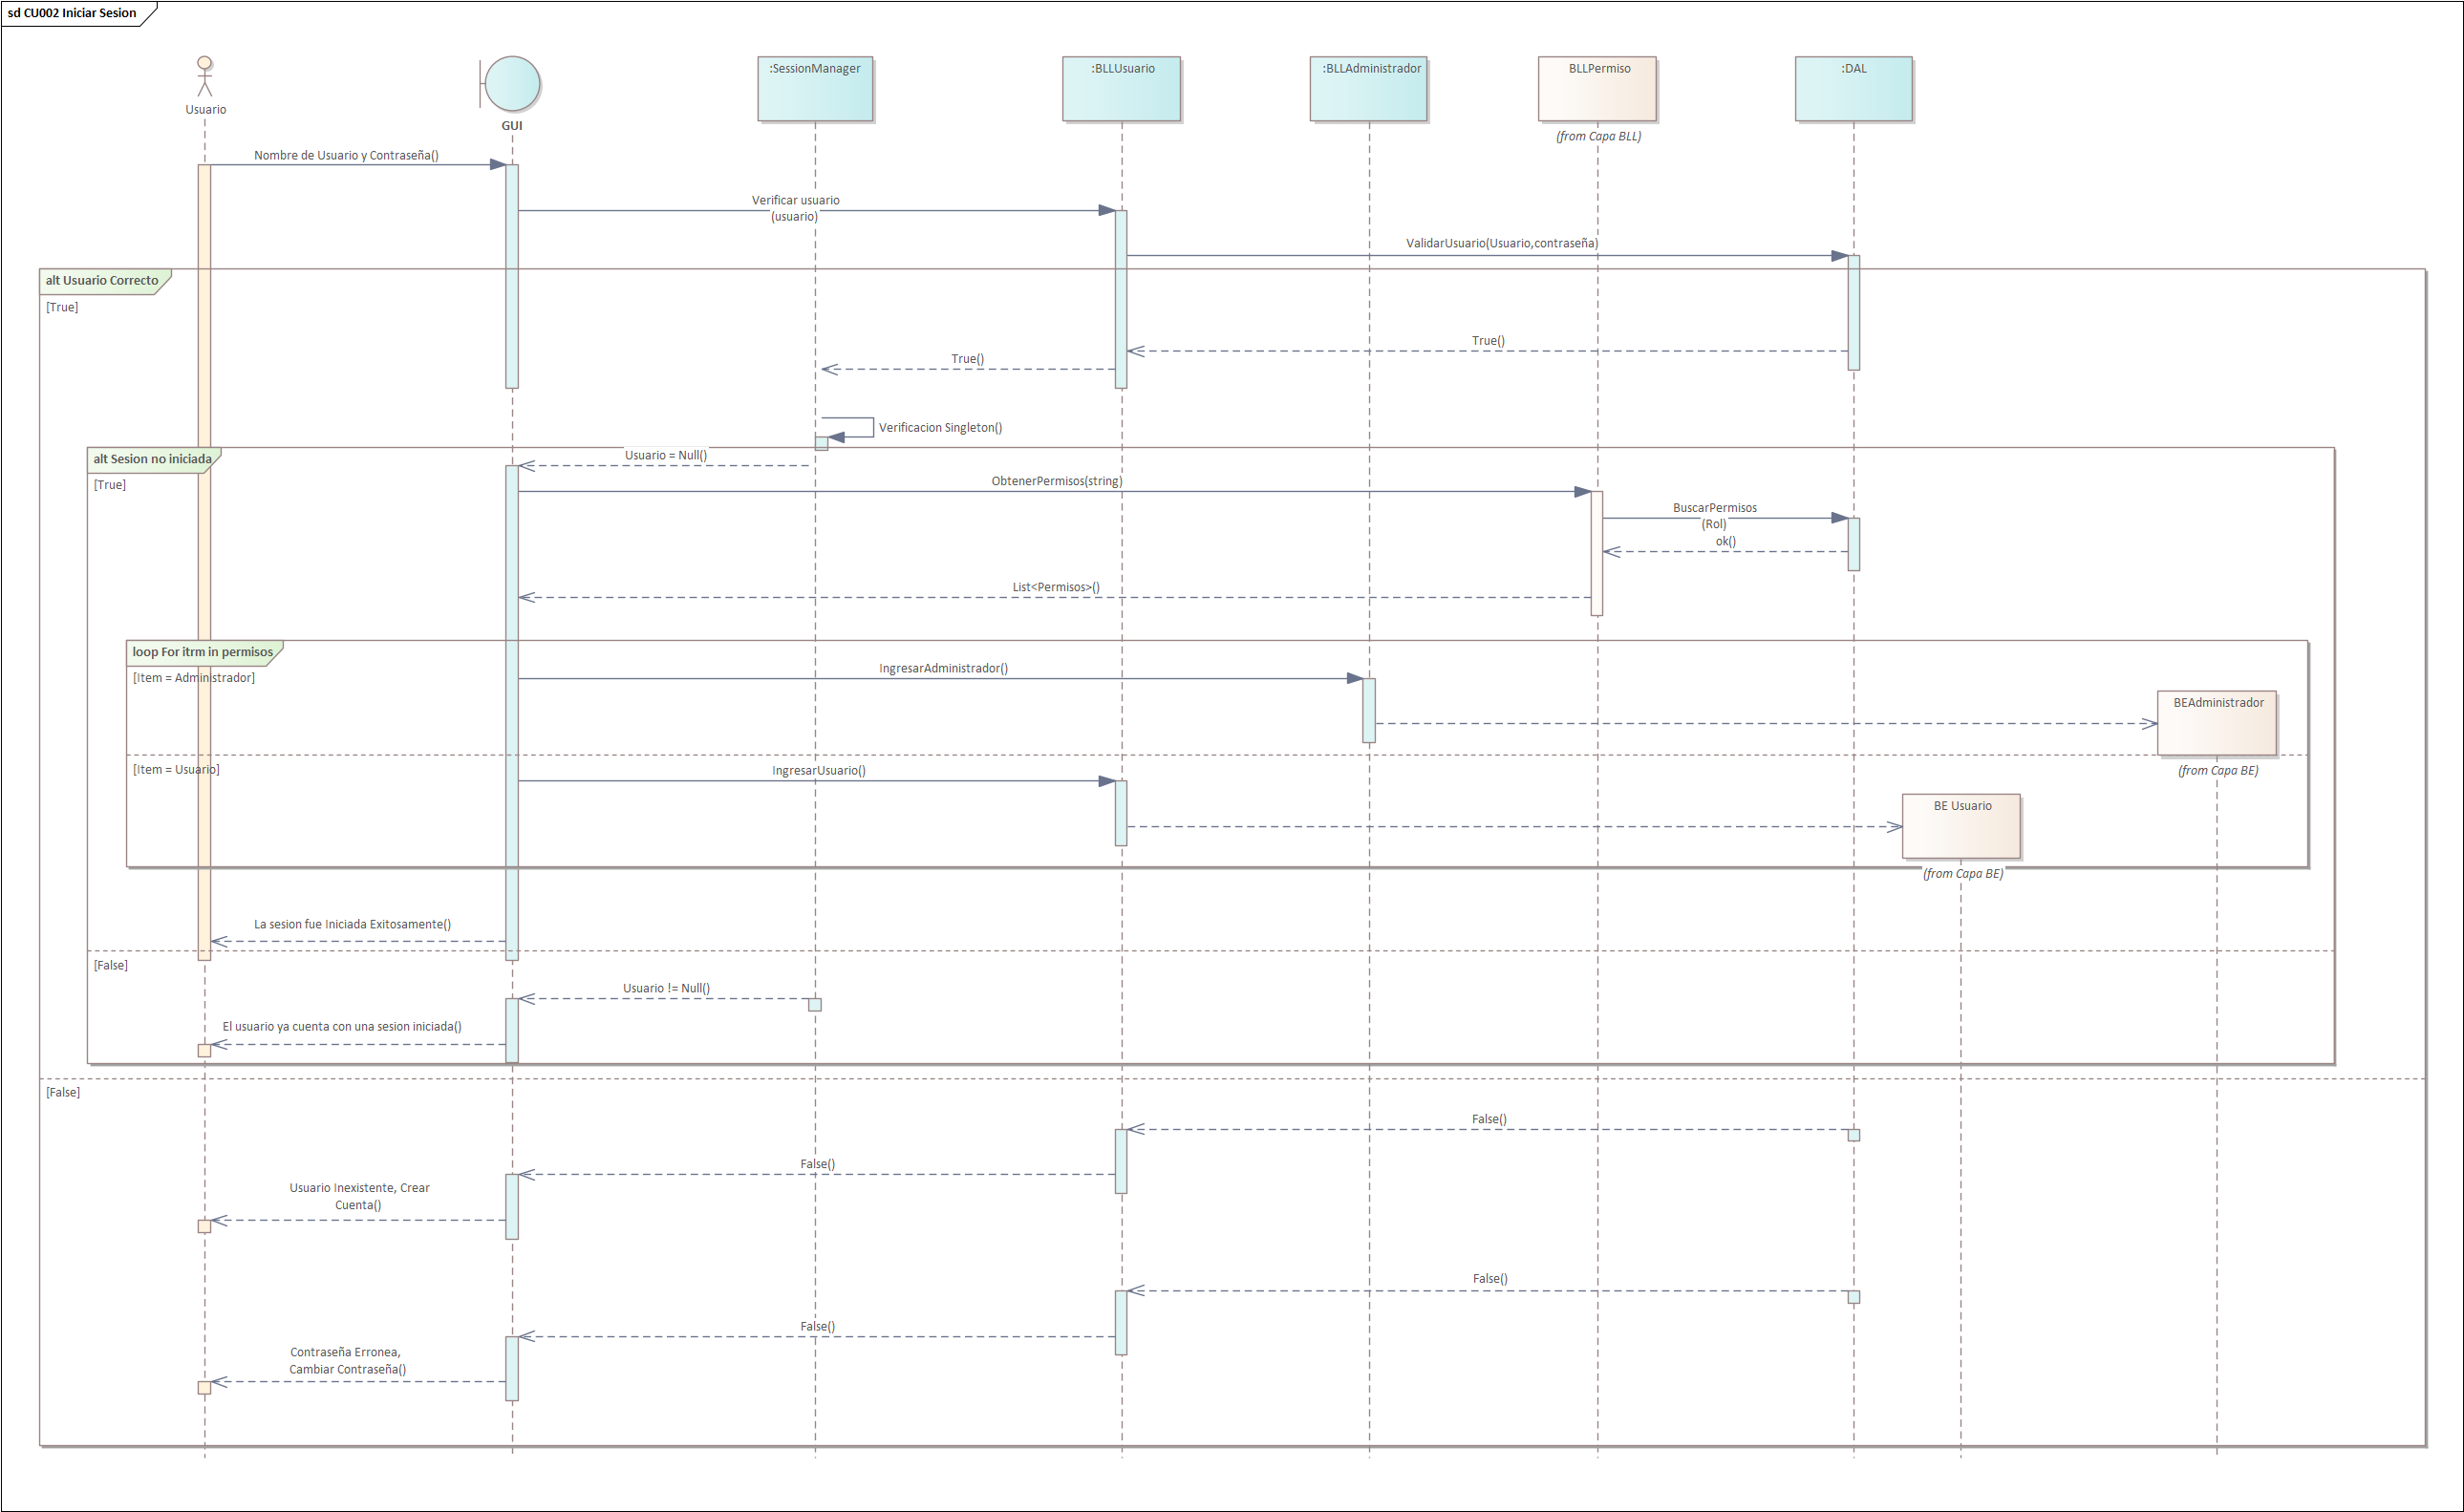 sd CU002 Iniciar Sesion
Usuario
GUI
:SessionManager
:BLLUsuario
:BLLAdministrador
BLLPermiso
(from Capa BLL)
:DAL
Nombre de Usuario y Contraseña()
Verificar usuario
(usuario)
ValidarUsuario(Usuario,contraseña)
alt Usuario Correcto
[True]
True()
True()
Verificacion Singleton()
alt Sesion no iniciada
[True]
Usuario = Null()
ObtenerPermisos(string)
BuscarPermisos
(Rol)
ok()
List<Permisos>()
loop For itrm in permisos
[Item = Administrador]
IngresarAdministrador()
BEAdministrador
(from Capa BE)
[Item = Usuario]
IngresarUsuario()
BE Usuario
(from Capa BE)
La sesion fue Iniciada Exitosamente()
[False]
Usuario != Null()
El usuario ya cuenta con una sesion iniciada()
[False]
False()
False()
Usuario Inexistente, Crear
Cuenta()
False()
False()
Contraseña Erronea,
Cambiar Contraseña()